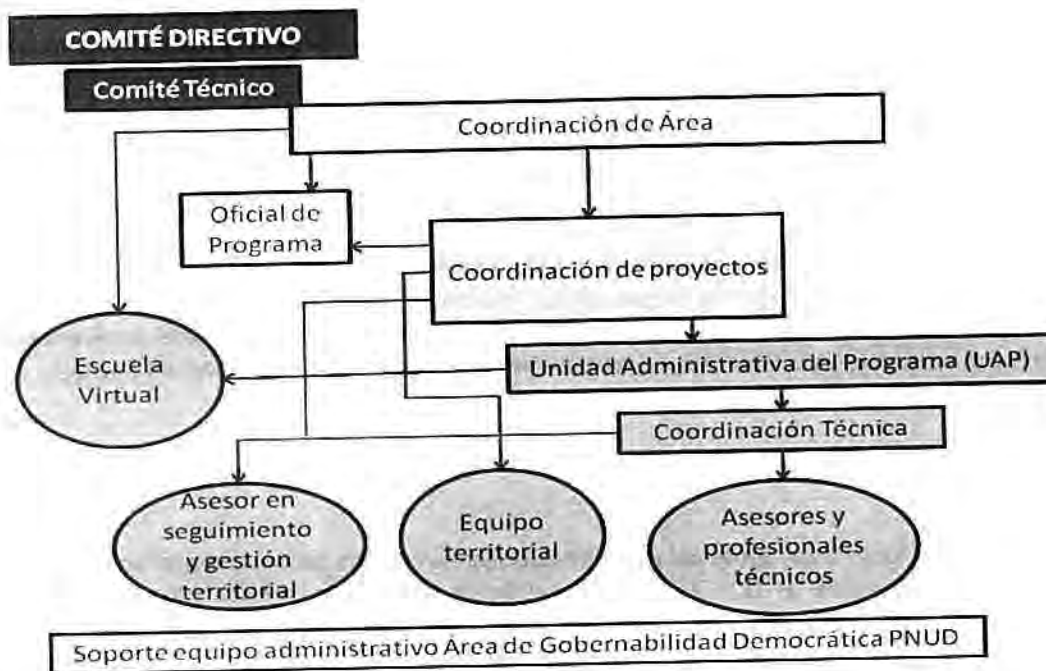 COMITÉ DIRECTIVO
Comité Técnico
Coordinación de Área
Oficial de
Programa
Coordinación de proyectos
Escuela
Virtual
Unidad Administrativa del Programa (UAP)
Coordinación Técnica
Asesor en
seguimiento
y gestión
territorial
Equipo
territorial
Asesores y
profesionales
técnicos
Soporte equipo administrativo Área de Gobernabilidad Democrática PNUD